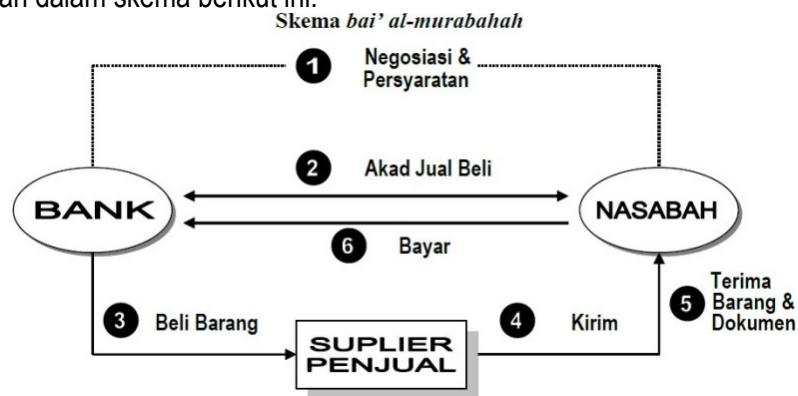 dalam skema berikut ini.
Skema bai' al-murabahah
1 Negosiasi &
Persyaratan
2 Akad Jual Beli
BANK
NASABAH
6 Bayar
3 Beli Barang
SUPLIER
PENJUAL
4 Kirim
5 Terima
Barang &
Dokumen